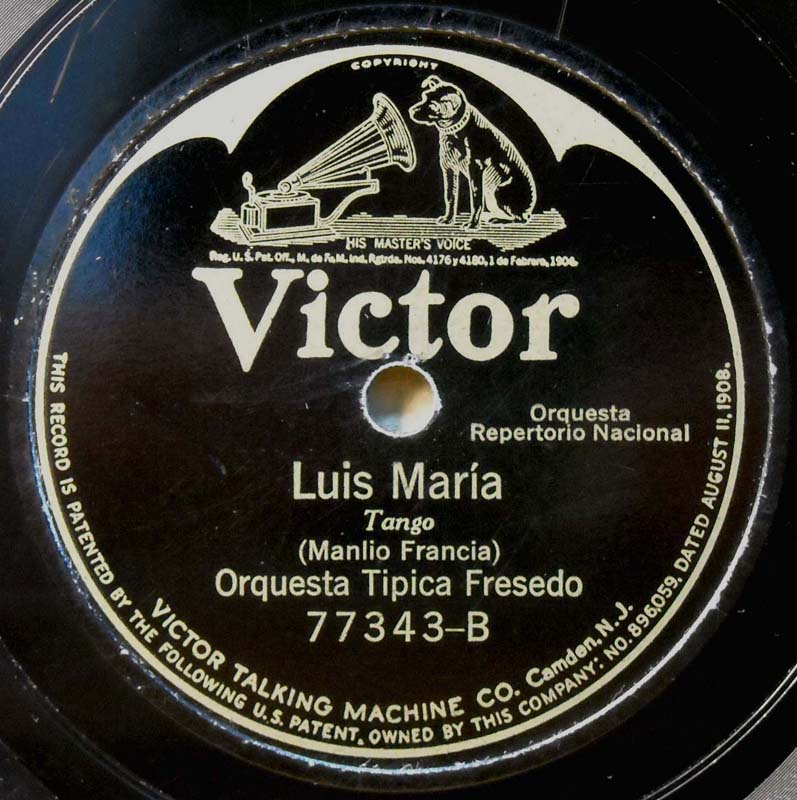 COPYRIGHT
HIS MASTER'S VOICE
Reg. U.S. Pat. Off., M. de F. M. Ind. Rgtrda. Nos. 4176 y 4180, 1 de Febrero, 1906.
Victor
Orquesta
Repertorio Nacional
Luis María
Tango
(Manlio Francia)
Orquesta Tipica Fresedo
77343-B
VICTOR TALKING MACHINE CO. Camden, N.J.
THIS RECORD IS PATENTED BY THE FOLLOWING U.S. PATENT, OWNED BY THIS COMPANY: NO. 896,059, DATED AUGUST 11, 1908.